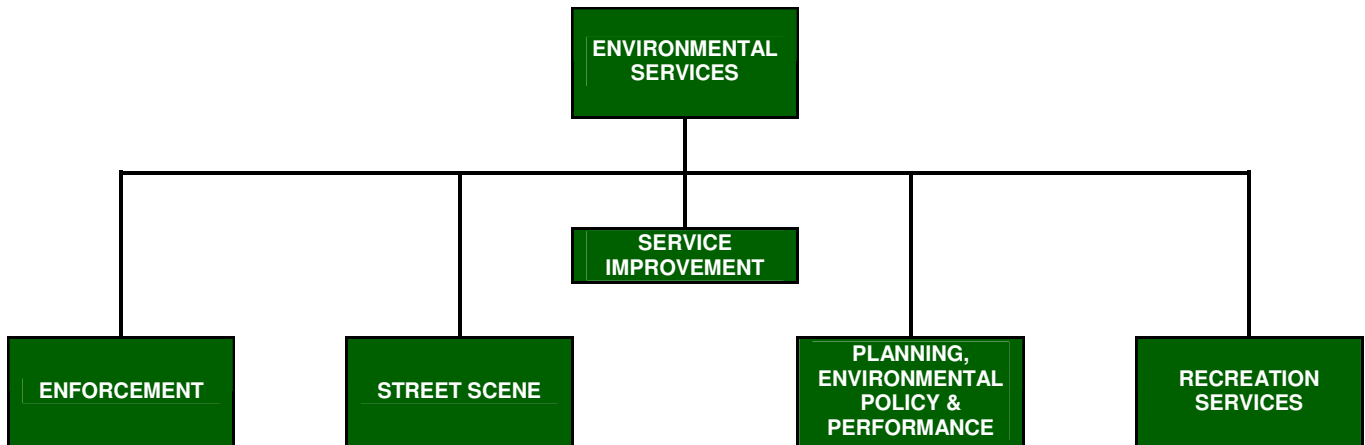 ENVIRONMENTAL
SERVICES
SERVICE
IMPROVEMENT
ENFORCEMENT
STREET SCENE
PLANNING,
ENVIRONMENTAL
POLICY &
PERFORMANCE
RECREATION
SERVICES